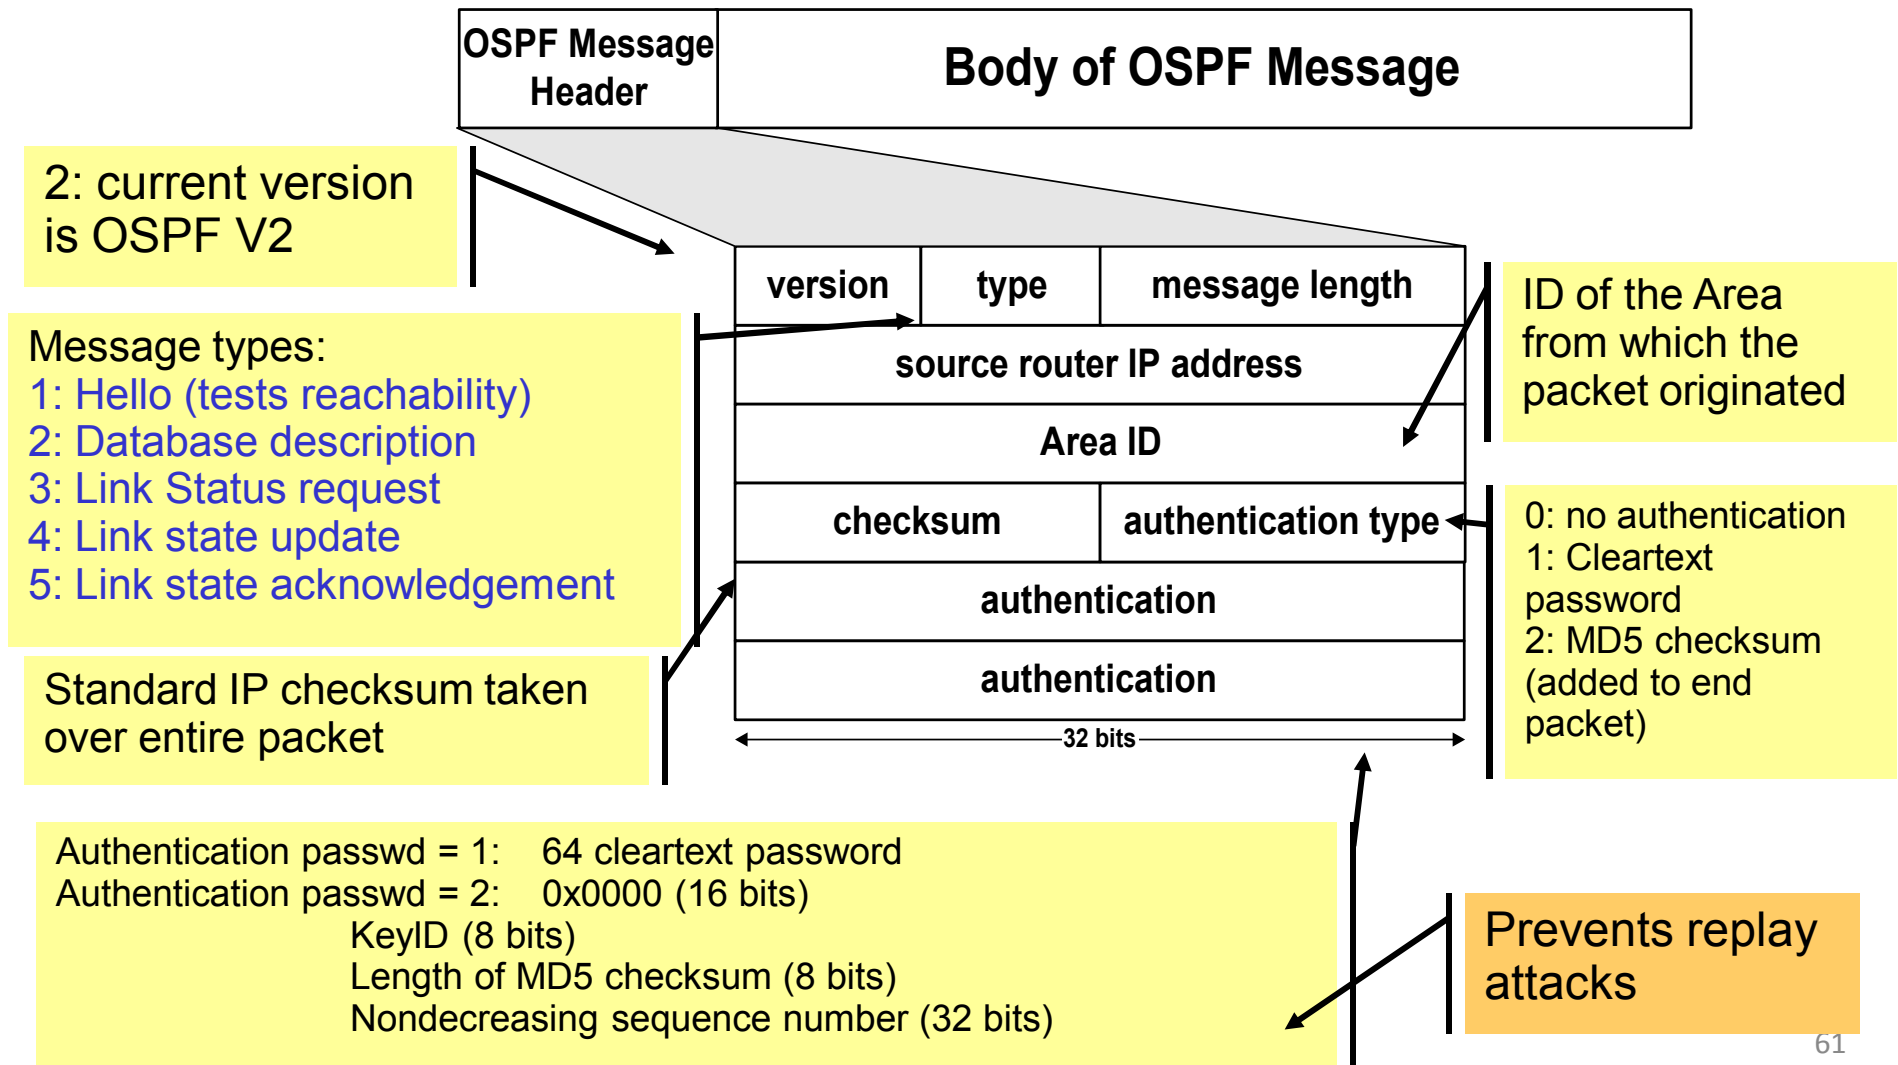 OSPF Message
Header
Body of OSPF Message
2: current version
is OSPF V2
version
type
message length
ID of the Area
from which the
packet originated
Message types:
1: Hello (tests reachability)
2: Database description
3: Link Status request
4: Link state update
5: Link state acknowledgement
source router IP address
Area ID
checksum
authentication type
0: no authentication
1: Cleartext
password
2: MD5 checksum
(added to end
packet)
authentication
authentication
Standard IP checksum taken
over entire packet
32 bits
Authentication passwd = 1: 64 cleartext password
Authentication passwd = 2: 0x0000 (16 bits)
KeyID (8 bits)
Length of MD5 checksum (8 bits)
Nondecreasing sequence number (32 bits)
Prevents replay
attacks
61